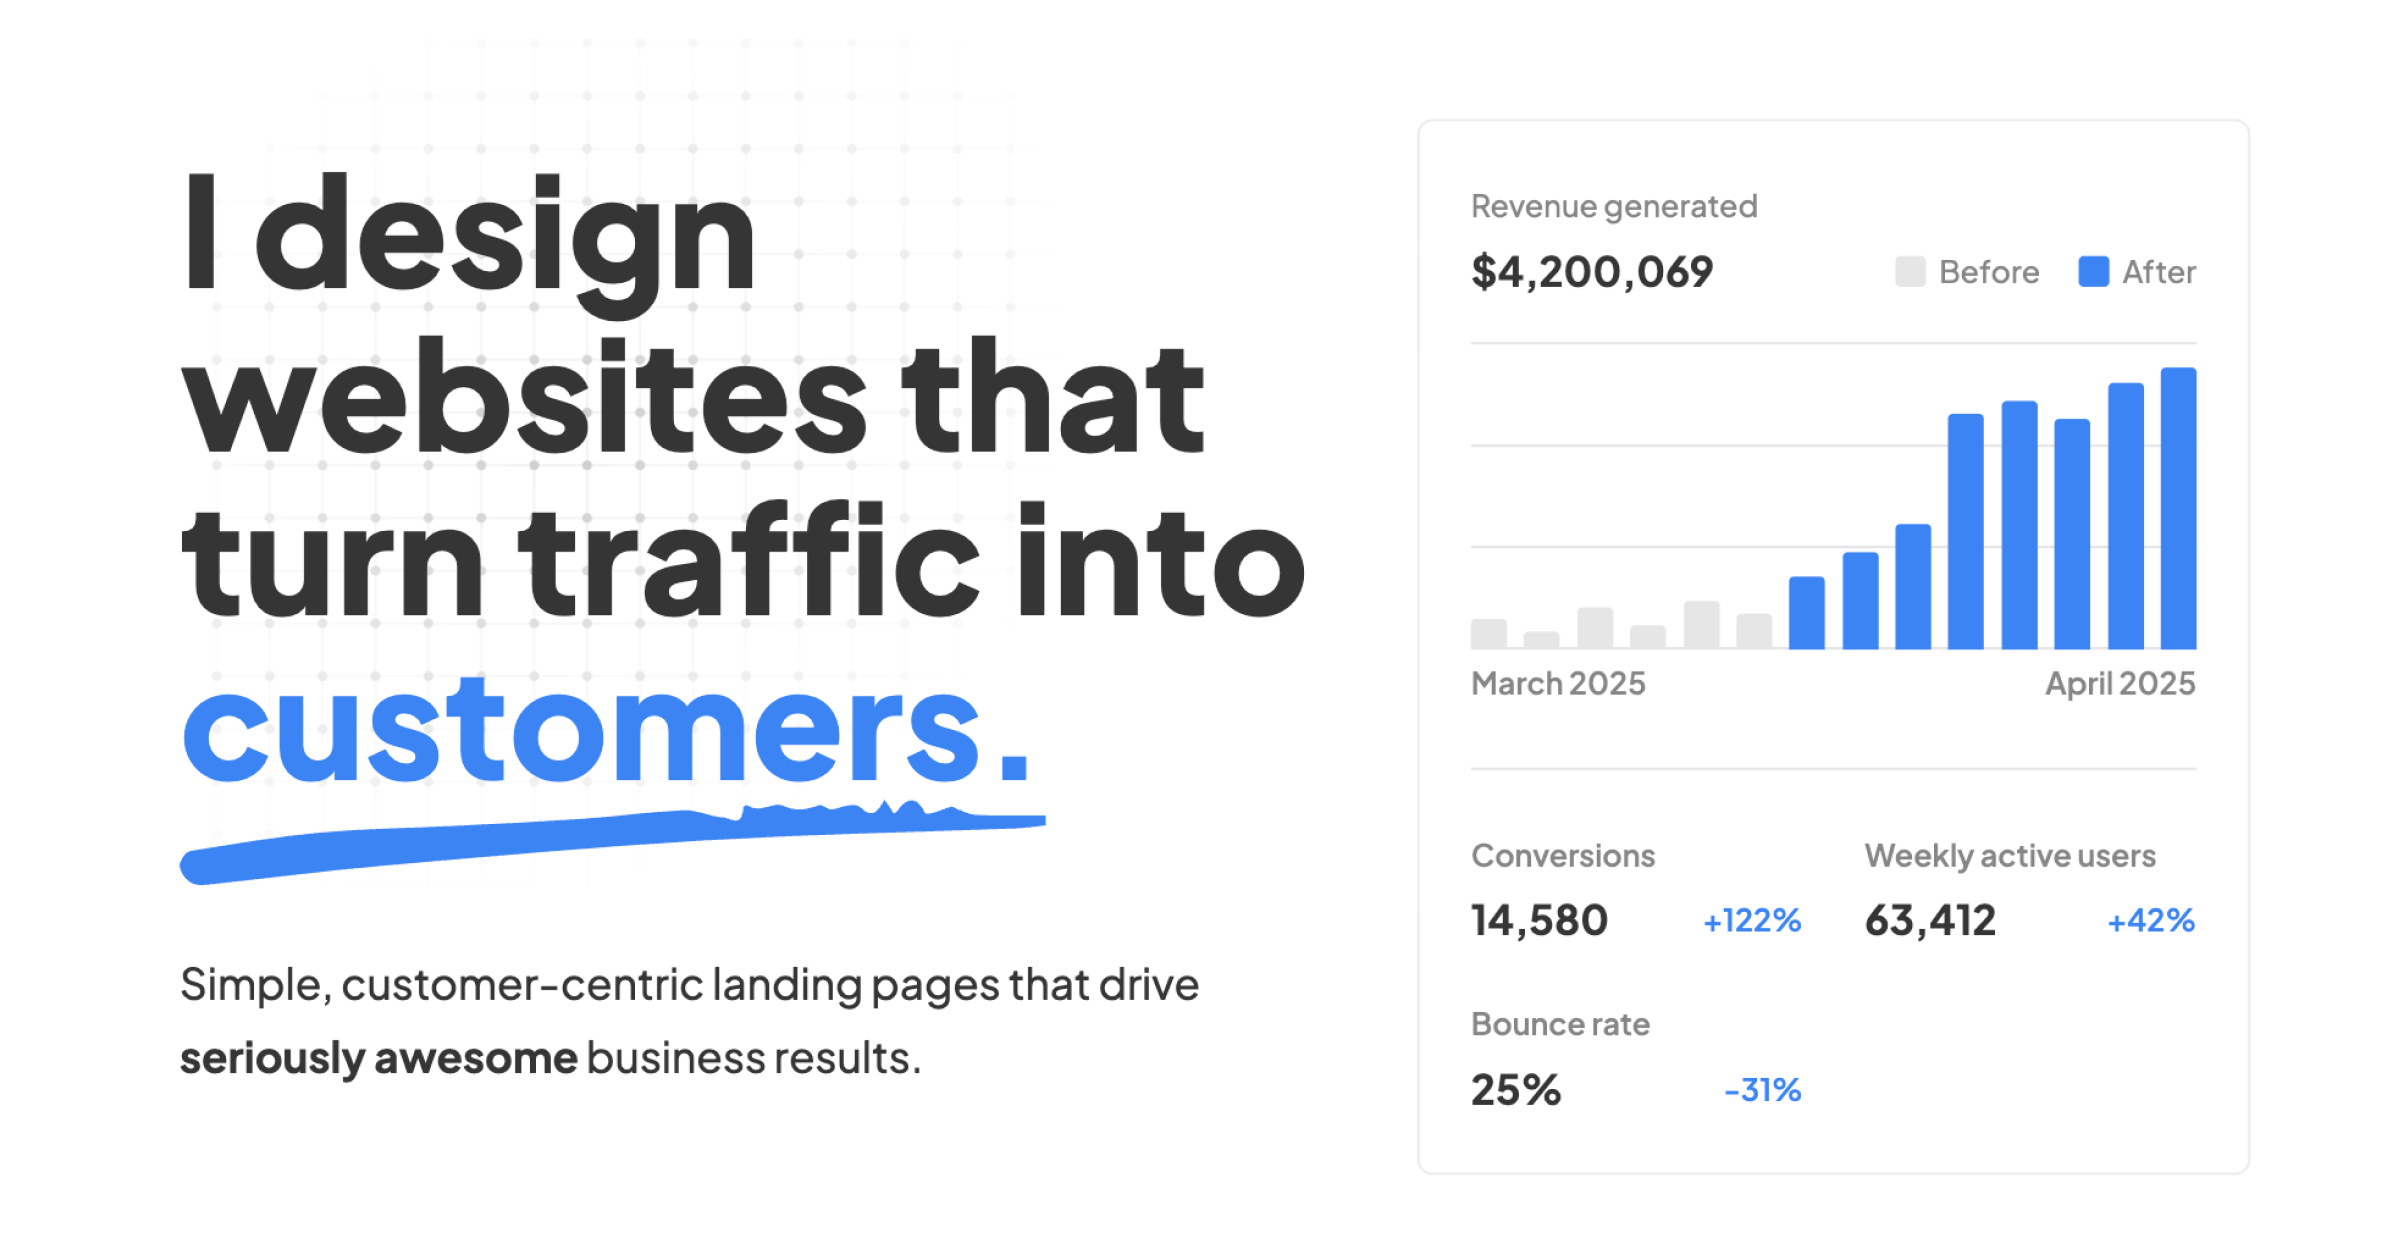 I design
websites that
turn traffic into
customers.
Simple, customer-centric landing pages that drive
seriously awesome business results.
Revenue generated
$4,200,069
Before After
March 2025 April 2025
Conversions Weekly active users
14,580 +122% 63,412 +42%
Bounce rate
25% -31%